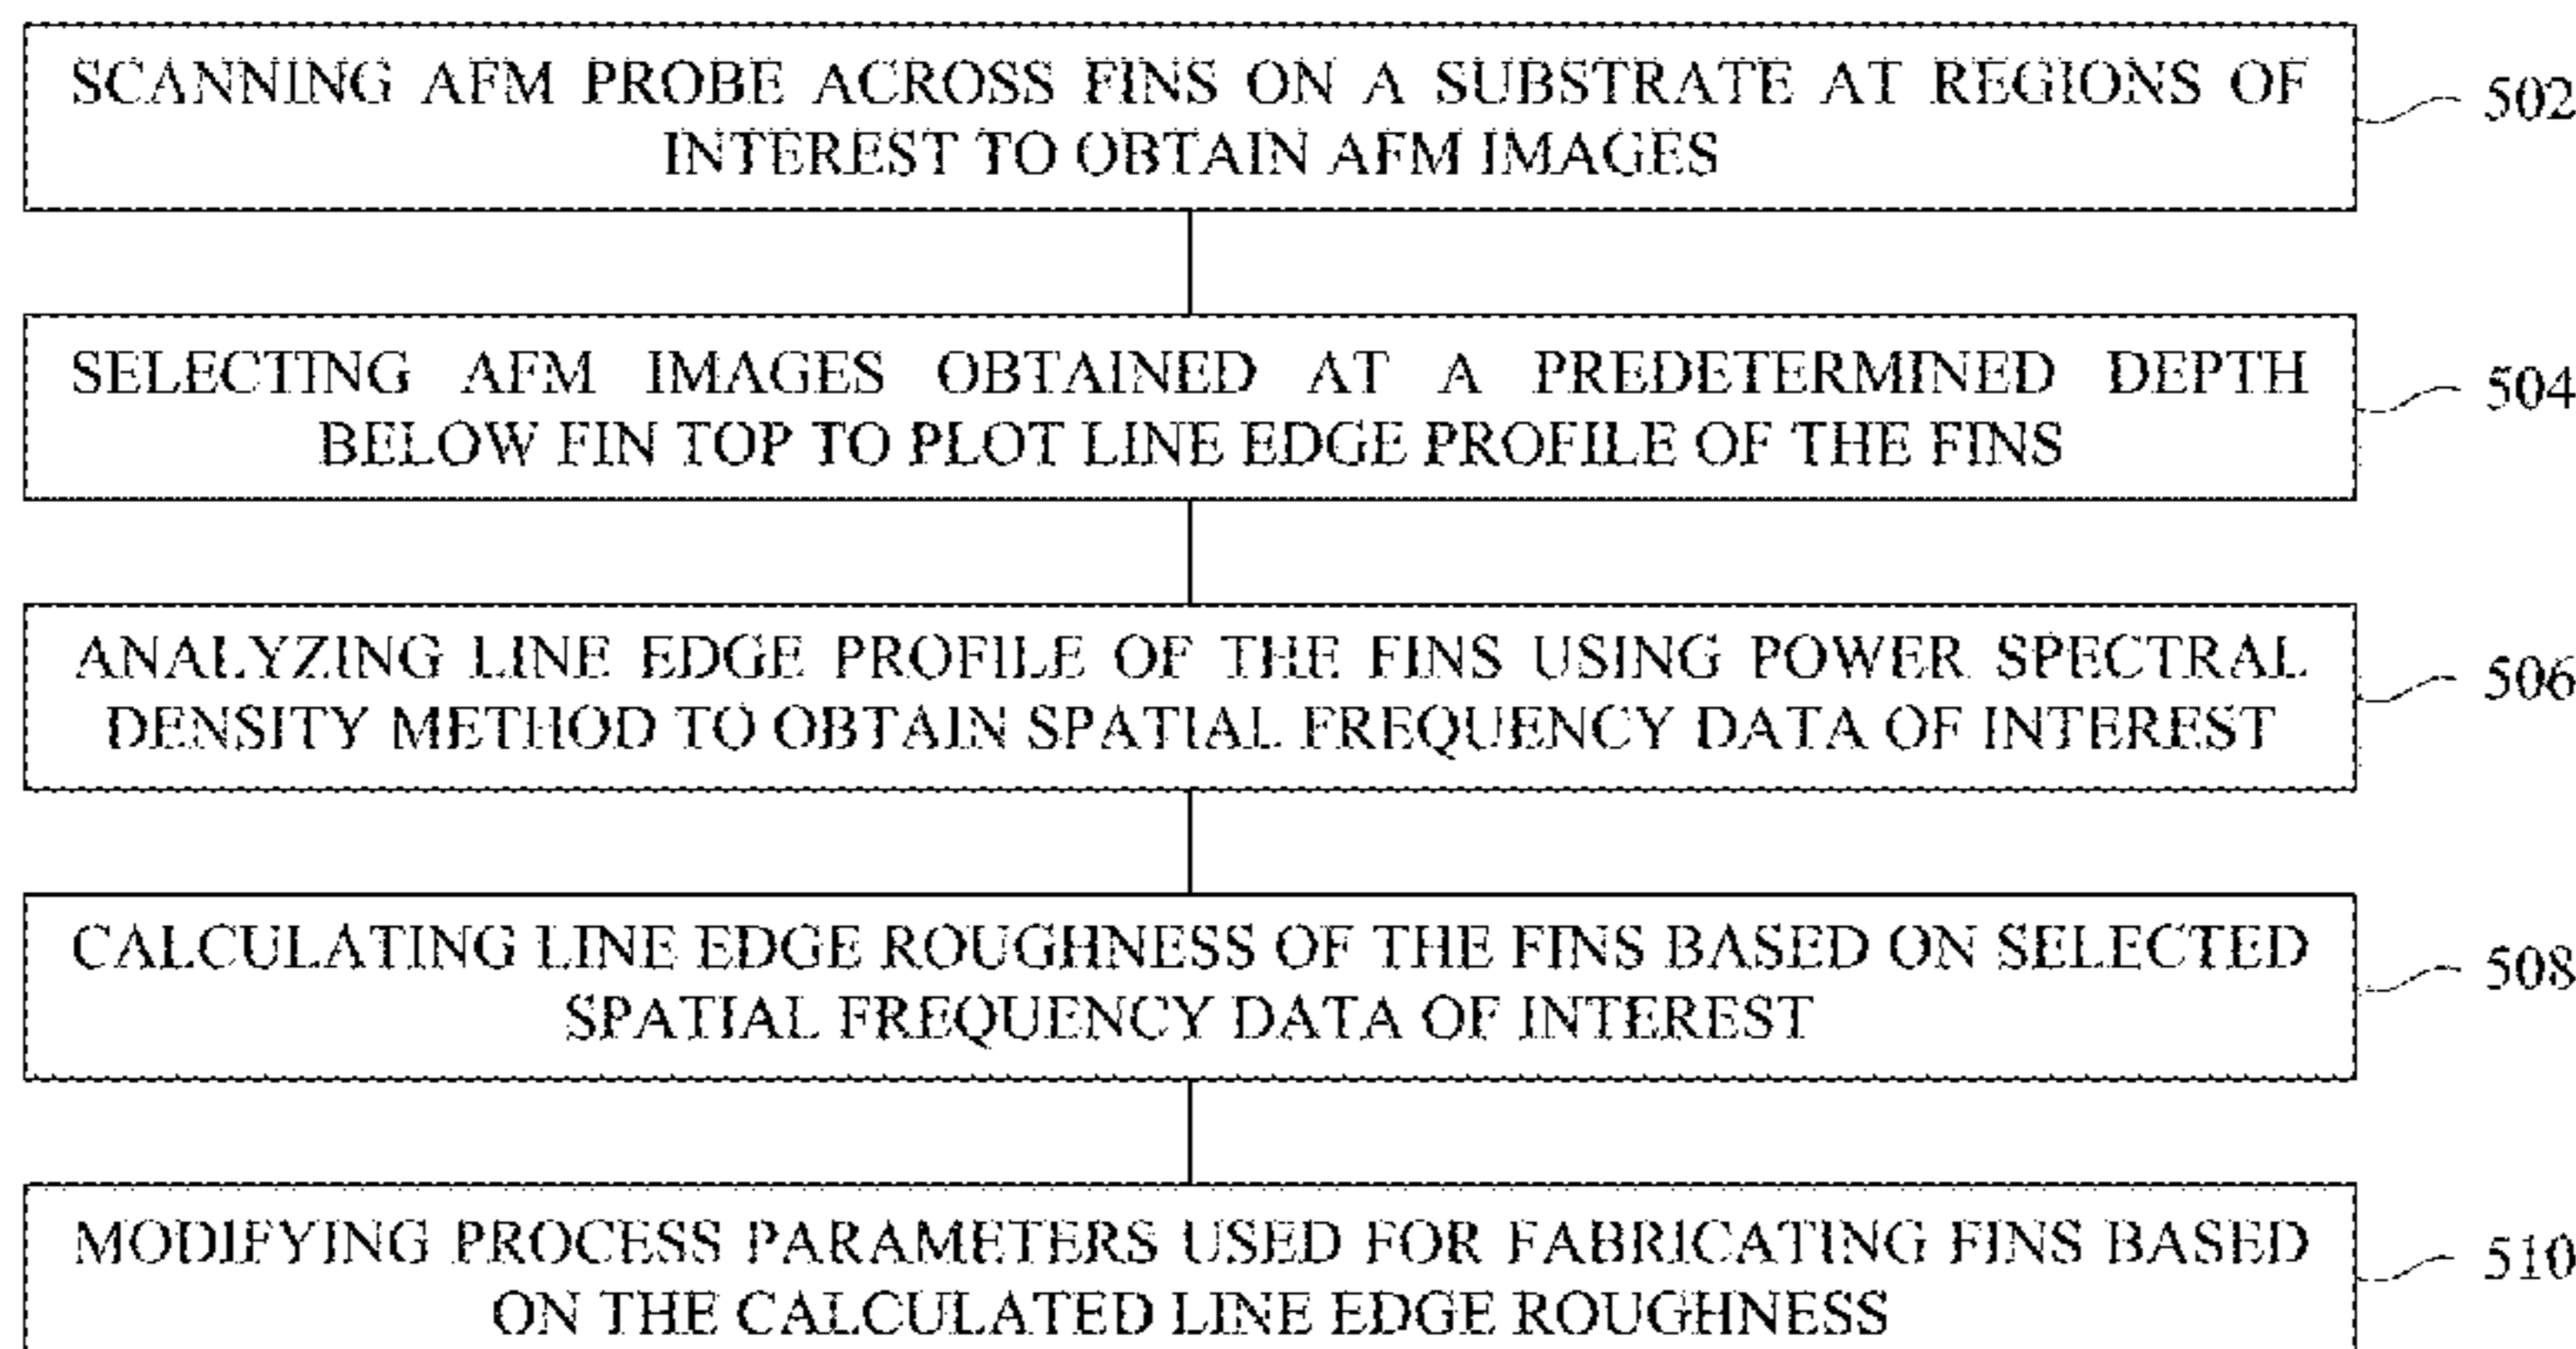 SCANNING AFM PROBE ACROSS FINS ON A SUBSTRATE AT REGIONS OF
INTEREST TO OBTAIN AFM IMAGES
502
SELECTING AFM IMAGES OBTAINED AT A PREDETERMINED DEPTH
BELOW FIN TOP TO PLOT LINE EDGE PROFILE OF THE FINS
504
ANALYZING LINE EDGE PROFILE OF THE FINS USING POWER SPECTRAL
DENSITY METHOD TO OBTAIN SPATIAL FREQUENCY DATA OF INTEREST
506
CALCULATING LINE EDGE ROUGHNESS OF THE FINS BASED ON SELECTED
SPATIAL FREQUENCY DATA OF INTEREST
508
MODIFYING PROCESS PARAMETERS USED FOR FABRICATING FINS BASED
ON THE CALCULATED LINE EDGE ROUGHNESS
510